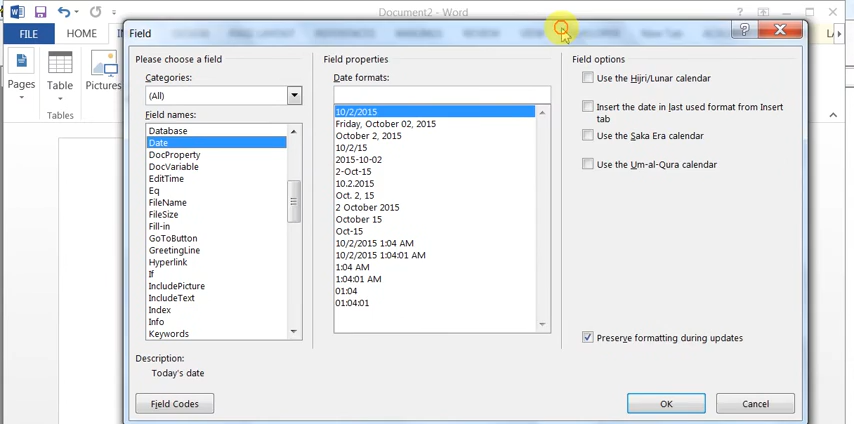 Document2 - Word
FILE
HOME
Pages
Table
Pictures
Tables
Field
Please choose a field
Categories:
(All)
Field names:
Database
Date
DocProperty
DocVariable
EditTime
Eq
FileName
FileSize
Fill-in
GoToButton
GreetingLine
Hyperlink
If
IncludePicture
IncludeText
Index
Info
Keywords
Description:
Today's date
Field Codes
Field properties
Date formats:
10/2/2015
Friday, October 02, 2015
October 2, 2015
10/2/15
2015-10-02
2-Oct-15
10.2.2015
Oct. 2, 15
2 October 2015
October 15
Oct-15
10/2/2015 1:04 AM
10/2/2015 1:04:01 AM
1:04 AM
1:04:01 AM
01:04
01:04:01
Field options
Use the Hijri/Lunar calendar
Insert the date in last used format from Insert
tab
Use the Saka Era calendar
Use the Um-al-Qura calendar
Preserve formatting during updates
OK
Cancel